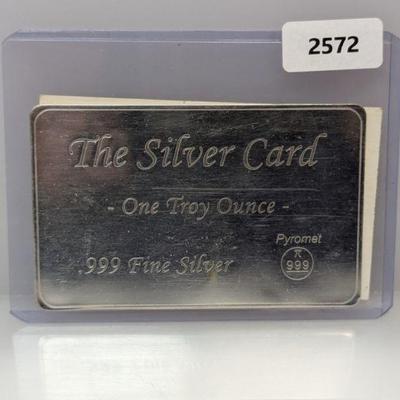 2572
The Silver Card
- One Troy Ounce -
Pyromet
.999 Fine Silver
π
999